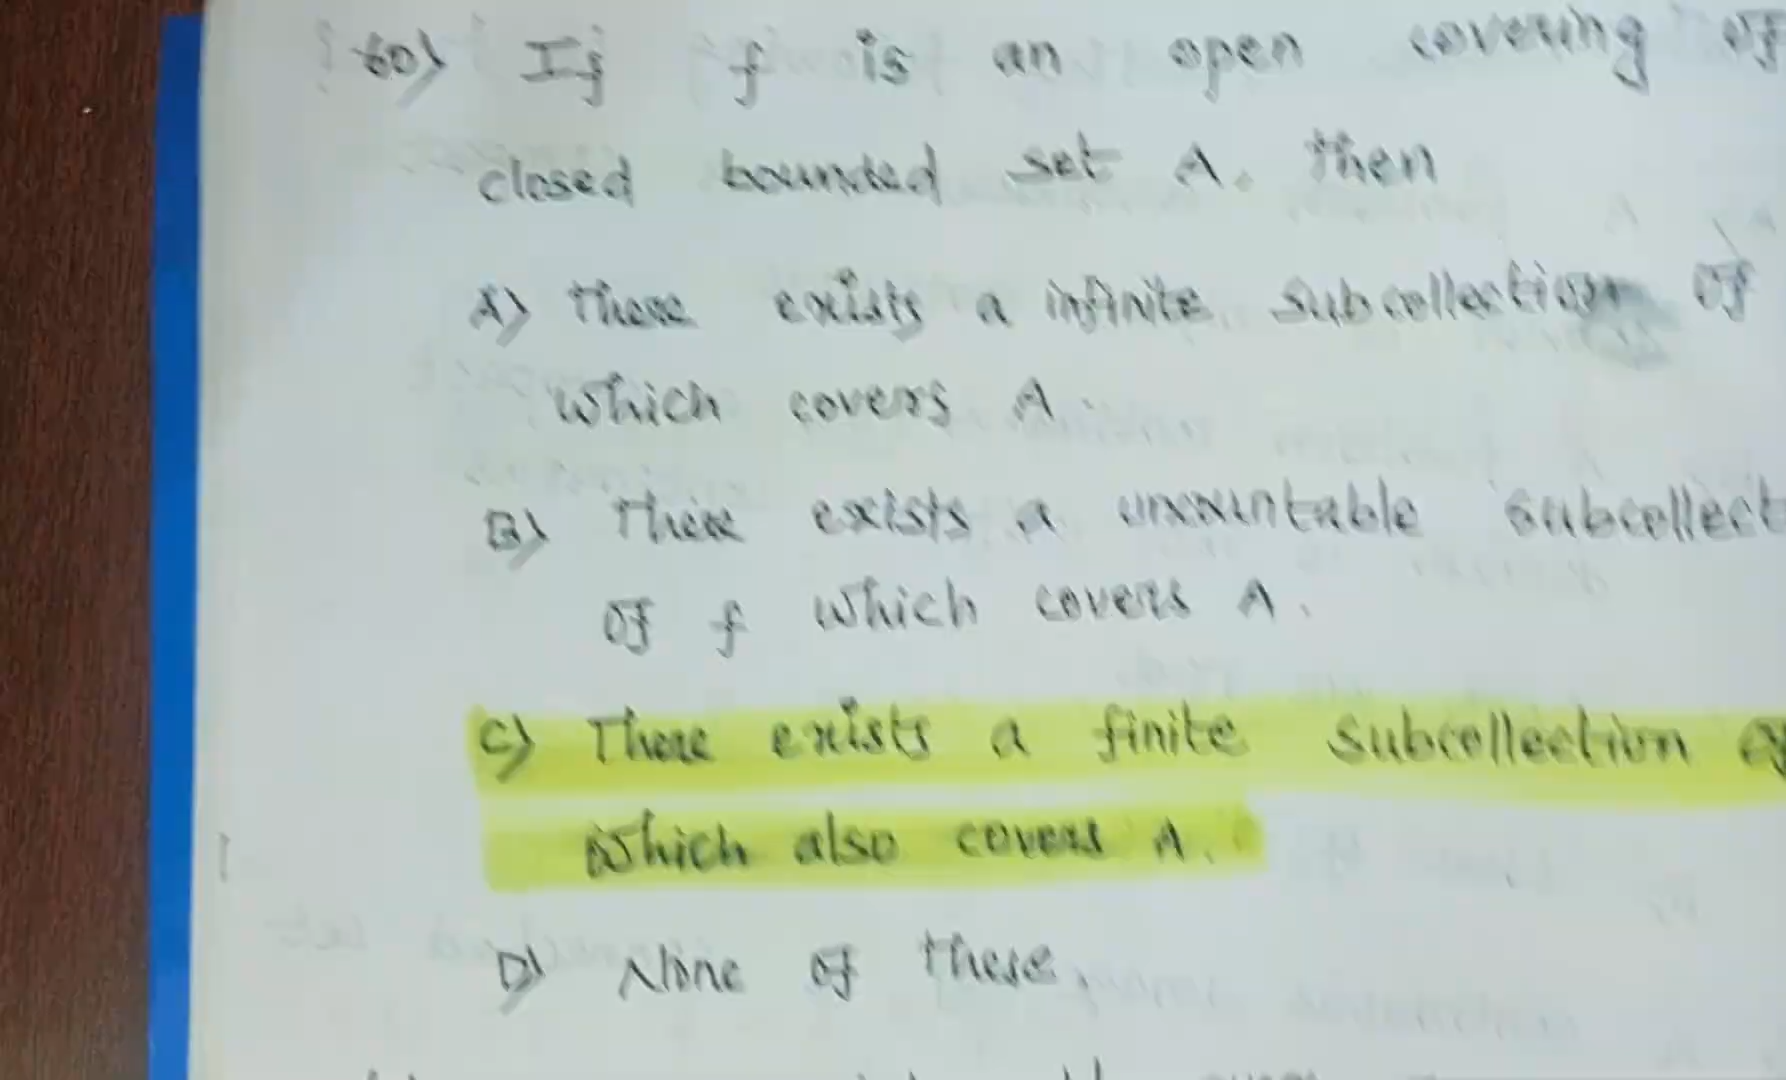 60) If f is an open covering of
closed bounded set A. then
A) There exists a infinite subcollection of
which covers A.
B) There exists a uncountable subcollect
of f which covers A.
C) There exists a finite subcollection of
which also covers A.
D) None of these.